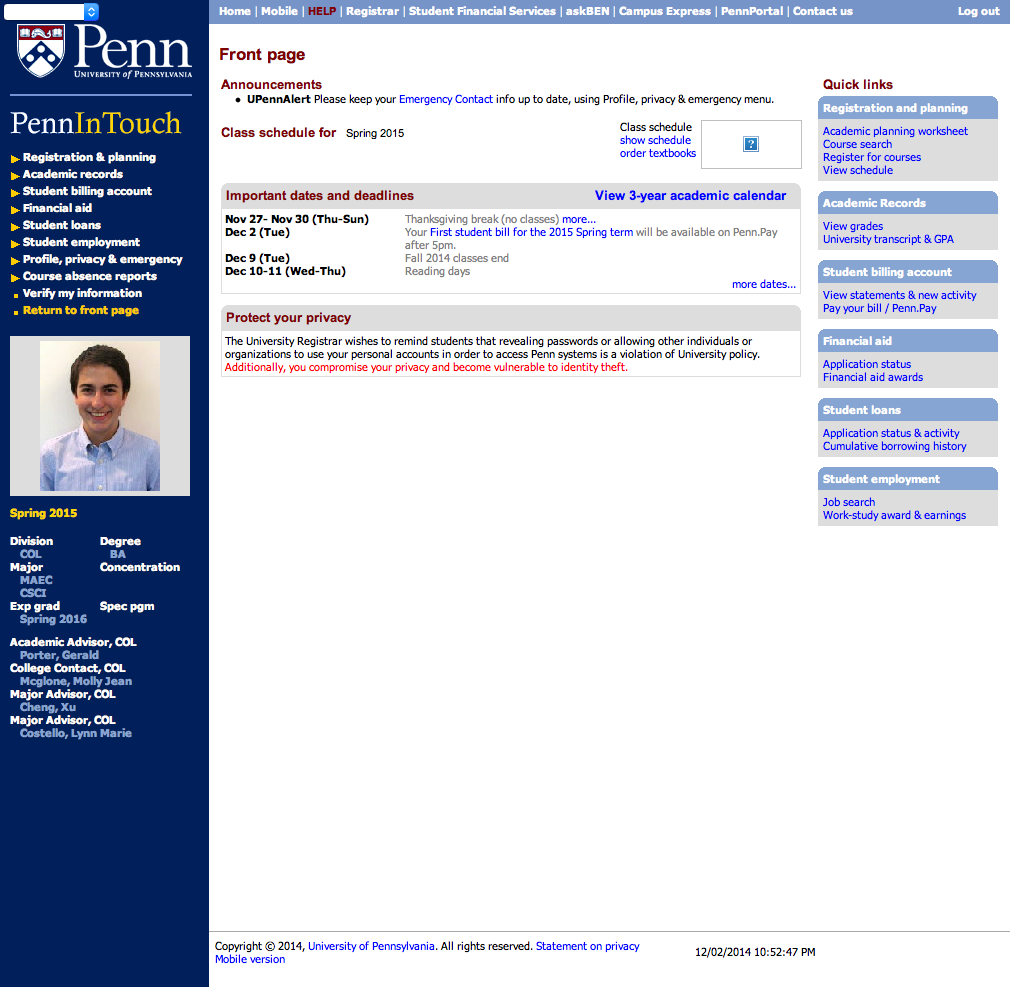 Home | Mobile | HELP | Registrar | Student Financial Services | askBEN | Campus Express | PennPortal | Contact us
Log out
Penn
UNIVERSITY of PENNSYLVANIA
PennInTouch
Registration & planning
Academic records
Student billing account
Financial aid
Student loans
Student employment
Profile, privacy & emergency
Course absence reports
Verify my information
Return to front page
Spring 2015
Division Degree
COL BA
Major Concentration
MAEC
CSCI
Exp grad Spec pgm
Spring 2016
Academic Advisor, COL
Porter, Gerald
College Contact, COL
Mcglone, Molly Jean
Major Advisor, COL
Cheng, Xu
Major Advisor, COL
Costello, Lynn Marie
Front page
Announcements
• UPennAlert Please keep your Emergency Contact info up to date, using Profile, privacy & emergency menu.
Class schedule for Spring 2015
Class schedule
show schedule
order textbooks
?
Important dates and deadlines View 3-year academic calendar
Nov 27- Nov 30 (Thu-Sun) Thanksgiving break (no classes) more...
Dec 2 (Tue) Your First student bill for the 2015 Spring term will be available on Penn.Pay
after 5pm.
Dec 9 (Tue) Fall 2014 classes end
Dec 10-11 (Wed-Thu) Reading days
more dates...
Protect your privacy
The University Registrar wishes to remind students that revealing passwords or allowing other individuals or
organizations to use your personal accounts in order to access Penn systems is a violation of University policy.
Additionally, you compromise your privacy and become vulnerable to identity theft.
Quick links
Registration and planning
Academic planning worksheet
Course search
Register for courses
View schedule
Academic Records
View grades
University transcript & GPA
Student billing account
View statements & new activity
Pay your bill / Penn.Pay
Financial aid
Application status
Financial aid awards
Student loans
Application status & activity
Cumulative borrowing history
Student employment
Job search
Work-study award & earnings
Copyright © 2014, University of Pennsylvania. All rights reserved. Statement on privacy
Mobile version
12/02/2014 10:52:47 PM